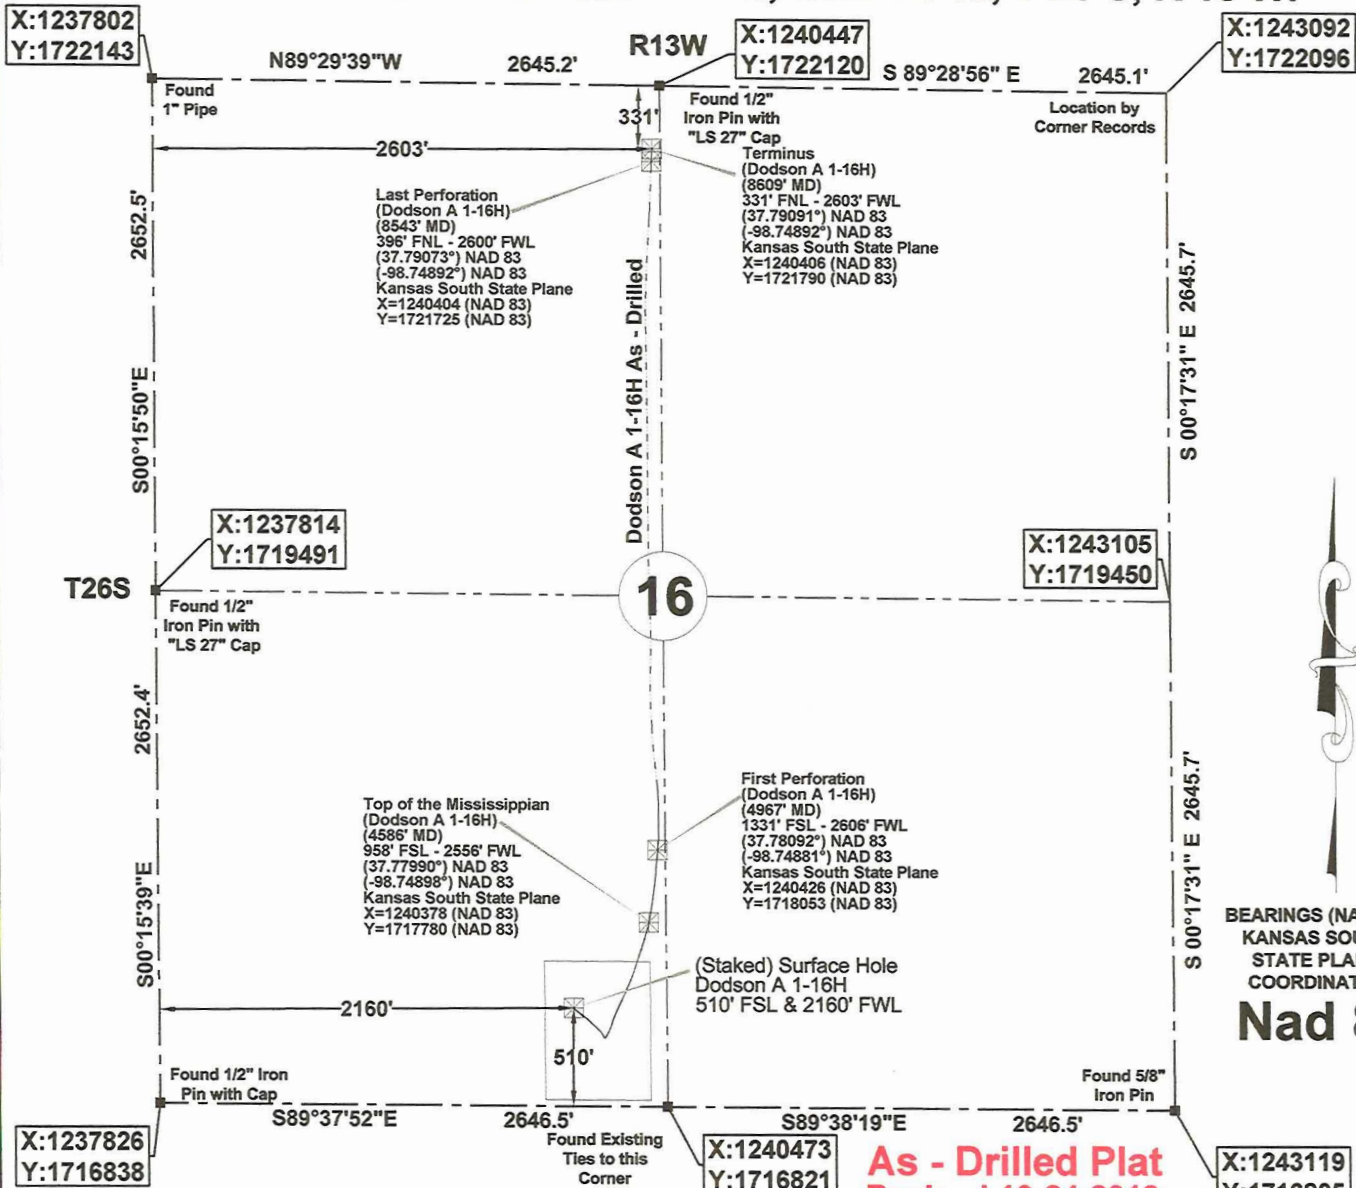 X:1237802
Y:1722143
N89°29'39"W
2645.2'
R13W
X:1240447
Y:1722120
S 89°28'56" E
2645.1'
X:1243092
Y:1722096
Found
1" Pipe
331'
Found 1/2"
Iron Pin with
"LS 27" Cap
Location by
Corner Records
2603'
Terminus
(Dodson A 1-16H)
(8609' MD)
331' FNL - 2603' FWL
(37.79091°) NAD 83
(-98.74892°) NAD 83
Kansas South State Plane
X=1240406 (NAD 83)
Y=1721790 (NAD 83)
Last Perforation
(Dodson A 1-16H)
(8543' MD)
396' FNL - 2600' FWL
(37.79073°) NAD 83
(-98.74892°) NAD 83
Kansas South State Plane
X=1240404 (NAD 83)
Y=1721725 (NAD 83)
2652.5'
S00°15'50"E
Dodson A 1-16H As - Drilled
S 00°17'31" E 2645.7'
X:1237814
Y:1719491
T26S
Found 1/2"
Iron Pin with
"LS 27" Cap
16
X:1243105
Y:1719450
2652.4'
S00°15'39"E
Top of the Mississippian
(Dodson A 1-16H)
(4586' MD)
958' FSL - 2556' FWL
(37.77990°) NAD 83
(-98.74898°) NAD 83
Kansas South State Plane
X=1240378 (NAD 83)
Y=1717780 (NAD 83)
First Perforation
(Dodson A 1-16H)
(4967' MD)
1331' FSL - 2606' FWL
(37.78092°) NAD 83
(-98.74881°) NAD 83
Kansas South State Plane
X=1240426 (NAD 83)
Y=1718053 (NAD 83)
S 00°17'31" E 2645.7'
BEARINGS (NA
KANSAS SOU
STATE PLA
COORDINAT
Nad
(Staked) Surface Hole
Dodson A 1-16H
510' FSL & 2160' FWL
2160'
510'
Found 1/2" Iron
Pin with Cap
S89°37'52"E
2646.5'
Found Existing
Ties to this
Corner
S89°38'19"E
2646.5'
Found 5/8"
Iron Pin
X:1237826
Y:1716838
X:1240473
Y:1716821
As - Drilled Plat
X:1243119